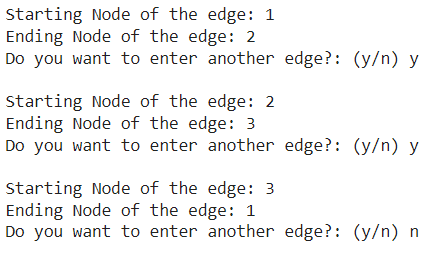 Starting Node of the edge: 1
Ending Node of the edge: 2
Do you want to enter another edge?: (y/n) y
Starting Node of the edge: 2
Ending Node of the edge: 3
Do you want to enter another edge?: (y/n) y
Starting Node of the edge: 3
Ending Node of the edge: 1
Do you want to enter another edge?: (y/n) n